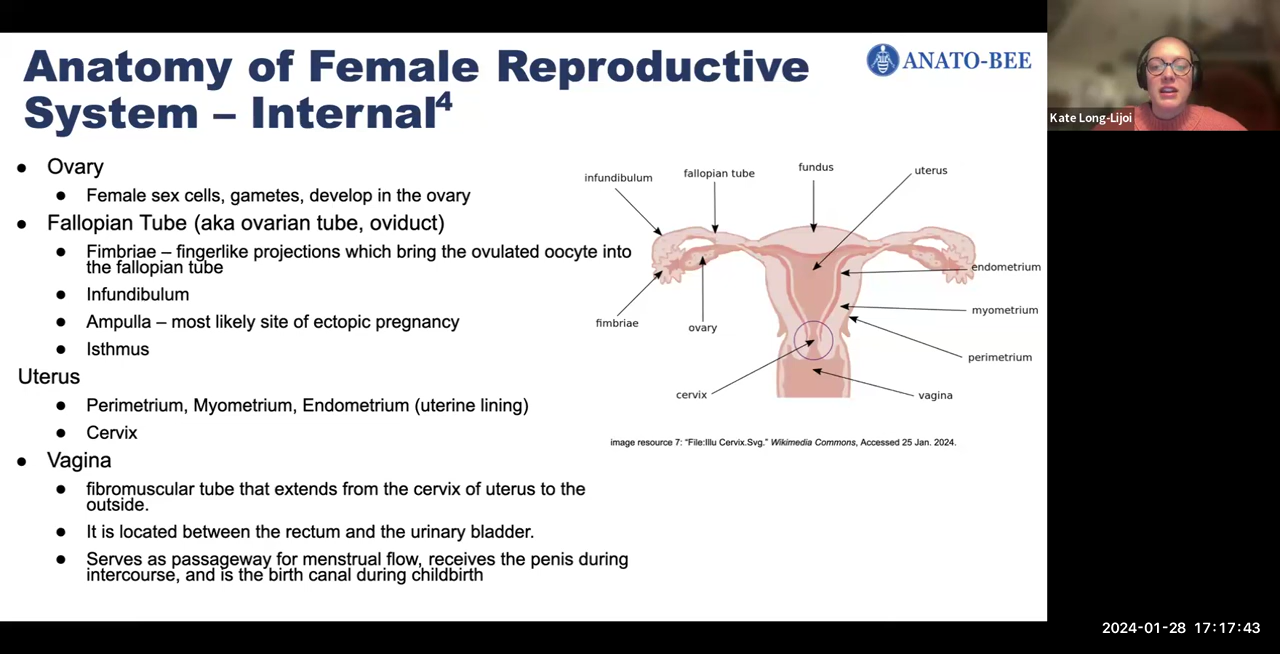 Anatomy of Female Reproductive
System – Internal4
ANATO-BEE
Kate Long-Lijoi
● Ovary
● Female sex cells, gametes, develop in the ovary
● Fallopian Tube (aka ovarian tube, oviduct)
● Fimbriae – fingerlike projections which bring the ovulated oocyte into
the fallopian tube
● Infundibulum
● Ampulla – most likely site of ectopic pregnancy
● Isthmus
Uterus
● Perimetrium, Myometrium, Endometrium (uterine lining)
● Cervix
● Vagina
● fibromuscular tube that extends from the cervix of uterus to the
outside.
● It is located between the rectum and the urinary bladder.
● Serves as passageway for menstrual flow, receives the penis during
intercourse, and is the birth canal during childbirth
infundibulum
fallopian tube
fundus
uterus
endometrium
myometrium
perimetrium
fimbriae
ovary
cervix
vagina
image resource 7: “File:Illu Cervix.Svg.” Wikimedia Commons, Accessed 25 Jan. 2024.
2024-01-28 17:17:43